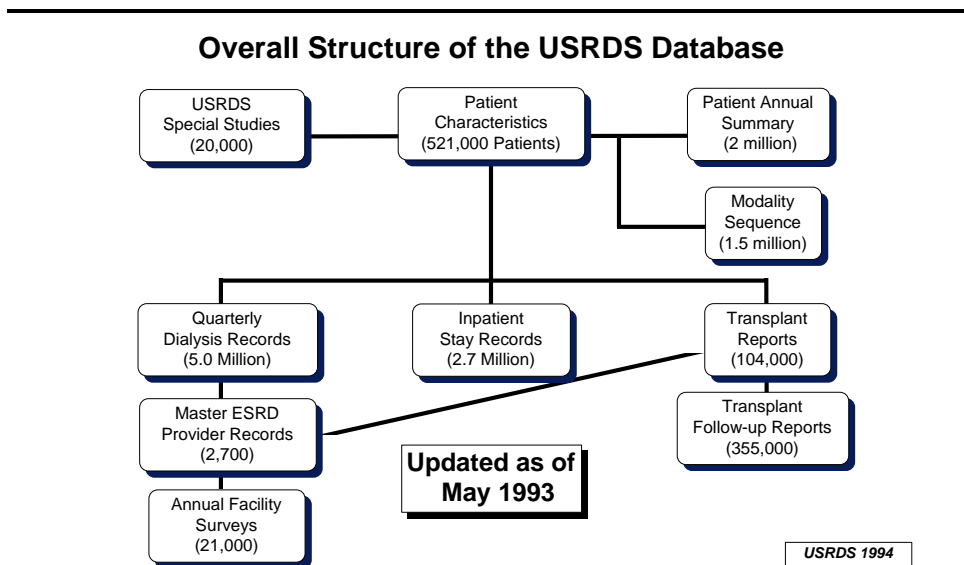 Overall Structure of the USRDS Database
USRDS
Special Studies
(20,000)
Patient
Characteristics
(521,000 Patients)
Patient Annual
Summary
(2 million)
Modality
Sequence
(1.5 million)
Quarterly
Dialysis Records
(5.0 Million)
Inpatient
Stay Records
(2.7 Million)
Transplant
Reports
(104,000)
Master ESRD
Provider Records
(2,700)
Transplant
Follow-up Reports
(355,000)
Updated as of
May 1993
Annual Facility
Surveys
(21,000)
USRDS 1994